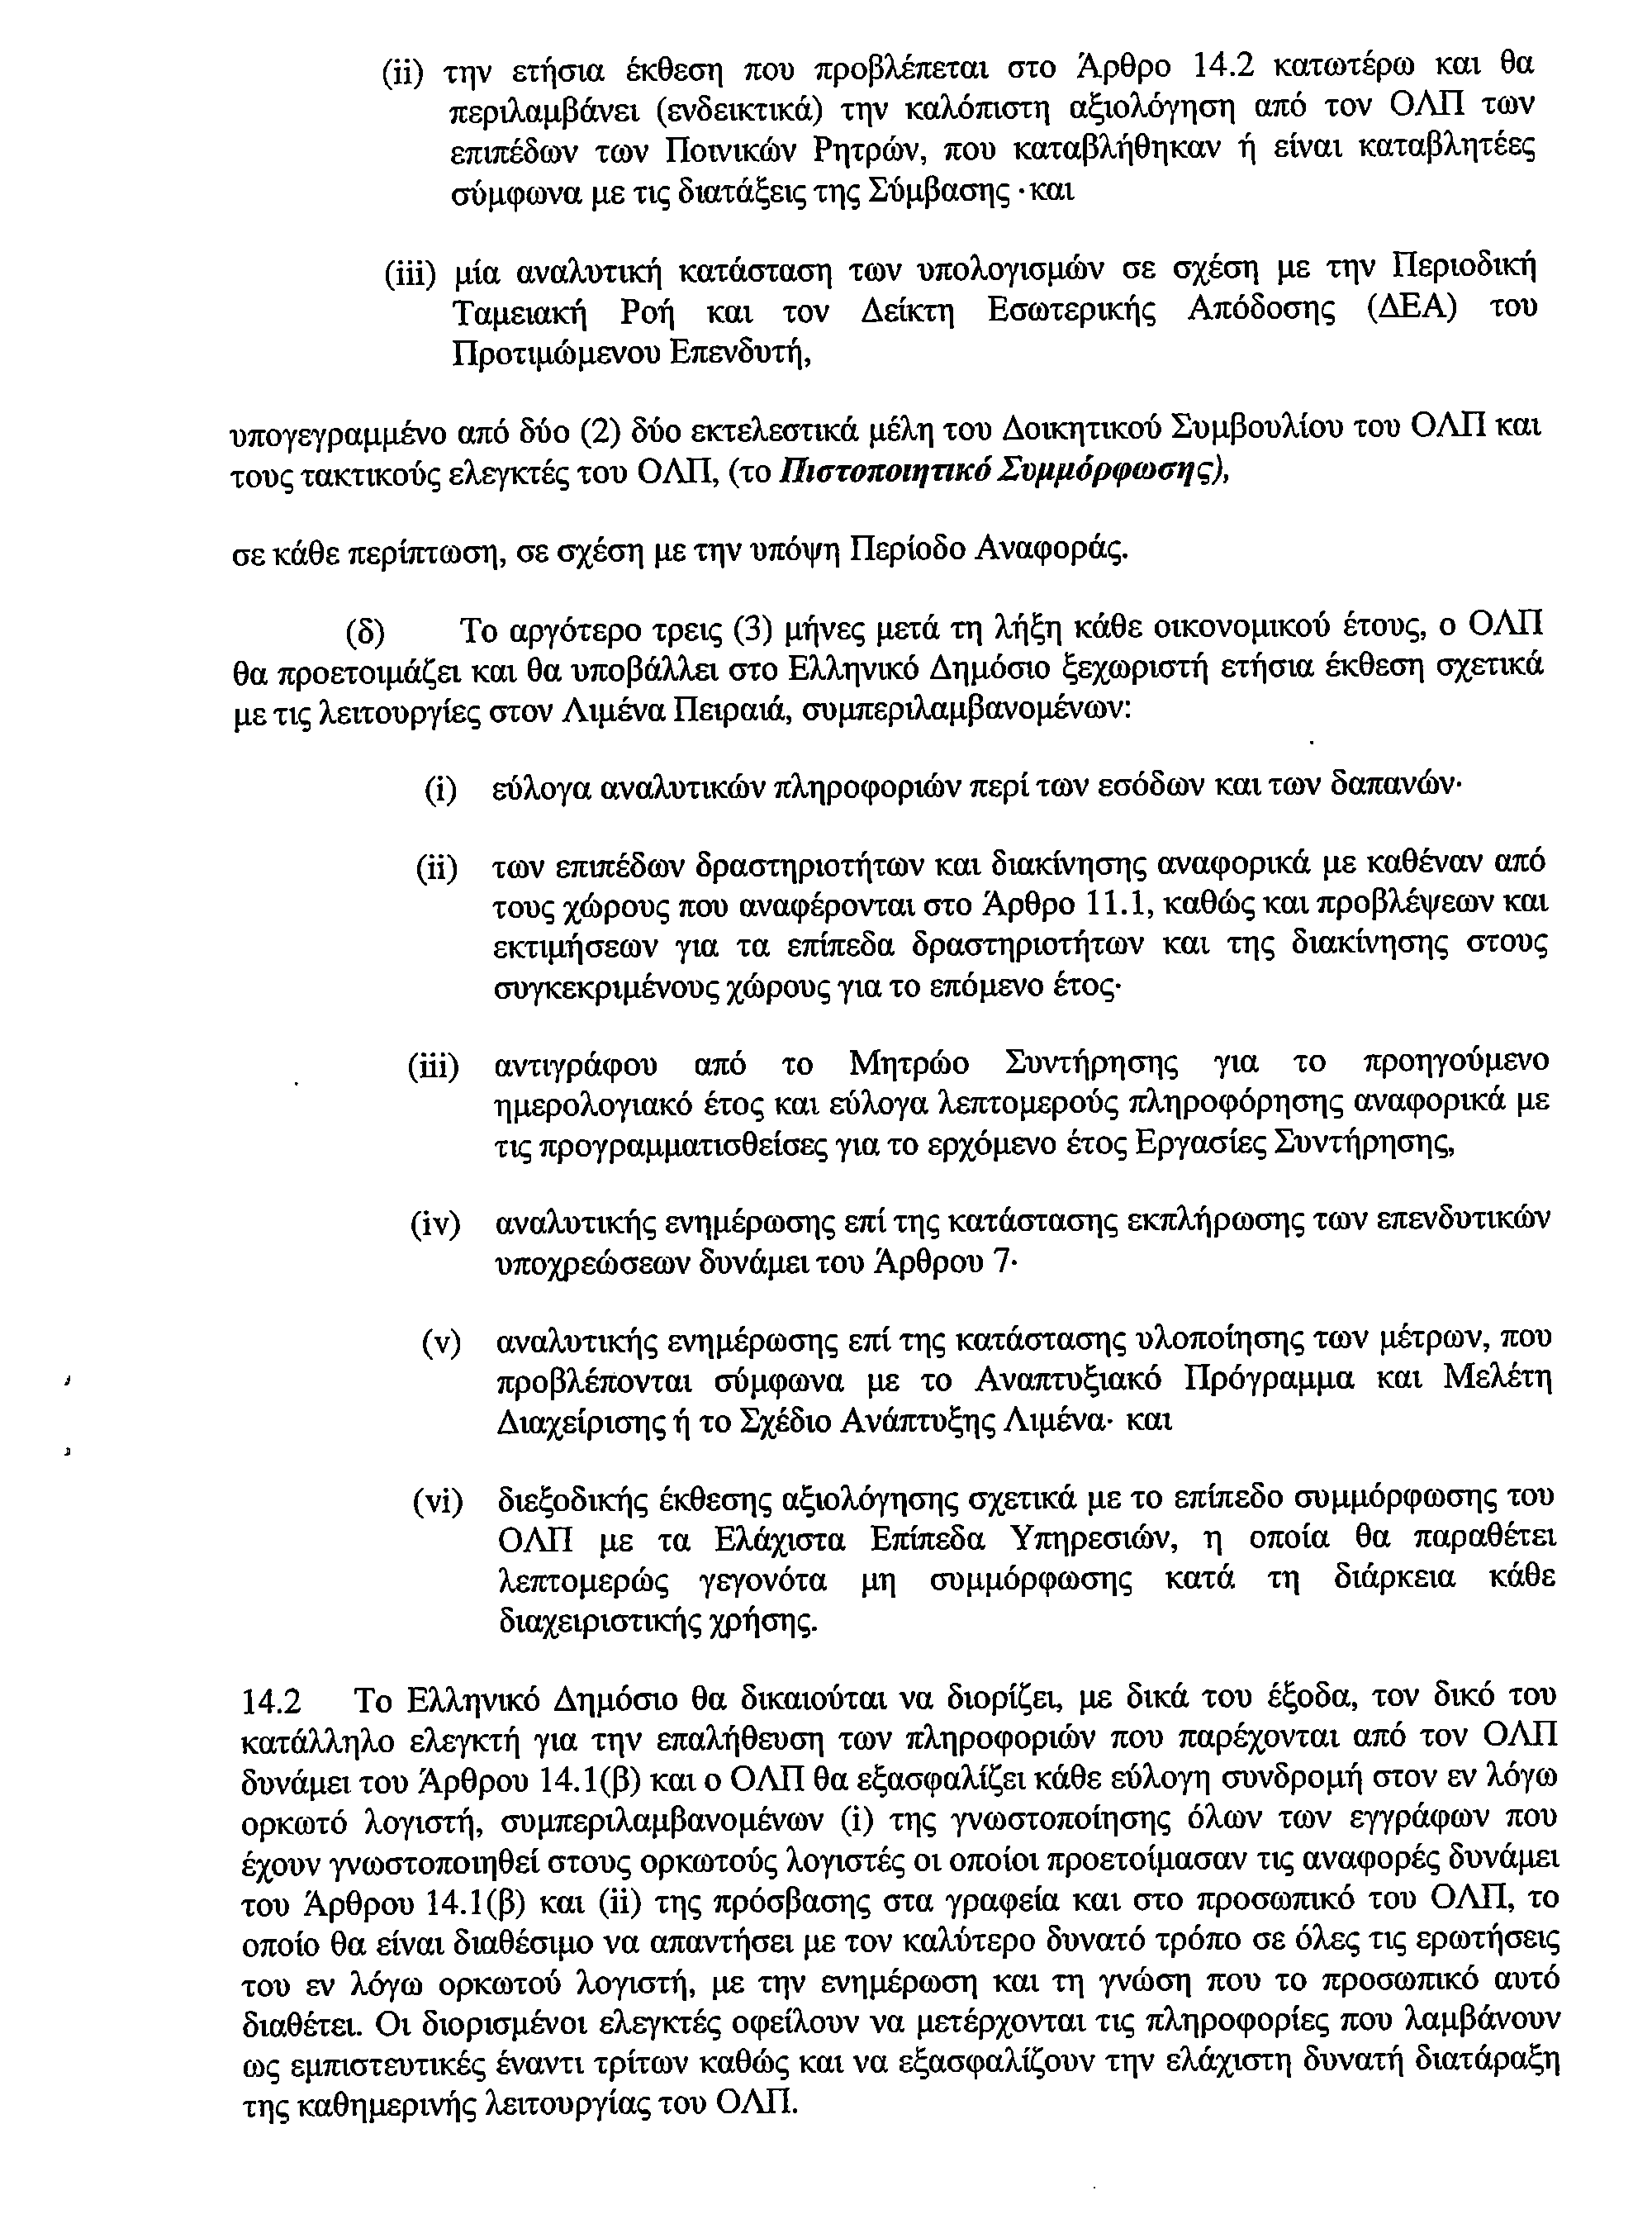 (ii) την ετήσια έκθεση που προβλέπεται στο Άρθρο 14.2 κατωτέρω και θα
περιλαμβάνει (ενδεικτικά) την καλόπιστη αξιολόγηση από τον ΟΛΠ των
επιπέδων των Ποινικών Ρητρών, που καταβλήθηκαν ή είναι καταβλητέες
σύμφωνα με τις διατάξεις της Σύμβασης · και
(iii) μία αναλυτική κατάσταση των υπολογισμών σε σχέση με την Περιοδική
Ταμειακή Ροή και τον Δείκτη Εσωτερικής Απόδοσης (ΔΕΑ) του
Προτιμώμενου Επενδυτή,
υπογεγραμμένο από δύο (2) δύο εκτελεστικά μέλη του Διοικητικού Συμβουλίου του ΟΛΠ και
τους τακτικούς ελεγκτές του ΟΛΠ, (το Πιστοποιητικό Συμμόρφωσης),
σε κάθε περίπτωση, σε σχέση με την υπόψη Περίοδο Αναφοράς.
(δ) Το αργότερο τρεις (3) μήνες μετά τη λήξη κάθε οικονομικού έτους, ο ΟΛΠ
θα προετοιμάζει και θα υποβάλλει στο Ελληνικό Δημόσιο ξεχωριστή ετήσια έκθεση σχετικά
με τις λειτουργίες στον Λιμένα Πειραιά, συμπεριλαμβανομένων:
(i) εύλογα αναλυτικών πληροφοριών περί των εσόδων και των δαπανών·
(ii) των επιπέδων δραστηριοτήτων και διακίνησης αναφορικά με καθέναν από
τους χώρους που αναφέρονται στο Άρθρο 11.1, καθώς και προβλέψεων και
εκτιμήσεων για τα επίπεδα δραστηριοτήτων και της διακίνησης στους
συγκεκριμένους χώρους για το επόμενο έτος·
(iii) αντιγράφου από το Μητρώο Συντήρησης για το προηγούμενο
ημερολογιακό έτος και εύλογα λεπτομερούς πληροφόρησης αναφορικά με
τις προγραμματισθείσες για το ερχόμενο έτος Εργασίες Συντήρησης,
(iv) αναλυτικής ενημέρωσης επί της κατάστασης εκπλήρωσης των επενδυτικών
υποχρεώσεων δυνάμει του Άρθρου 7·
(v) αναλυτικής ενημέρωσης επί της κατάστασης υλοποίησης των μέτρων, που
προβλέπονται σύμφωνα με το Αναπτυξιακό Πρόγραμμα και Μελέτη
Διαχείρισης ή το Σχέδιο Ανάπτυξης Λιμένα· και
(vi) διεξοδικής έκθεσης αξιολόγησης σχετικά με το επίπεδο συμμόρφωσης του
ΟΛΠ με τα Ελάχιστα Επίπεδα Υπηρεσιών, η οποία θα παραθέτει
λεπτομερώς γεγονότα μη συμμόρφωσης κατά τη διάρκεια κάθε
διαχειριστικής χρήσης.
14.2 Το Ελληνικό Δημόσιο θα δικαιούται να διορίζει, με δικά του έξοδα, τον δικό του
κατάλληλο ελεγκτή για την επαλήθευση των πληροφοριών που παρέχονται από τον ΟΛΠ
δυνάμει του Άρθρου 14.1(β) και ο ΟΛΠ θα εξασφαλίζει κάθε εύλογη συνδρομή στον εν λόγω
ορκωτό λογιστή, συμπεριλαμβανομένων (i) της γνωστοποίησης όλων των εγγράφων που
έχουν γνωστοποιηθεί στους ορκωτούς λογιστές οι οποίοι προετοίμασαν τις αναφορές δυνάμει
του Άρθρου 14.1(β) και (ii) της πρόσβασης στα γραφεία και στο προσωπικό του ΟΛΠ, το
οποίο θα είναι διαθέσιμο να απαντήσει με τον καλύτερο δυνατό τρόπο σε όλες τις ερωτήσεις
του εν λόγω ορκωτού λογιστή, με την ενημέρωση και τη γνώση που το προσωπικό αυτό
διαθέτει. Οι διορισμένοι ελεγκτές οφείλουν να μετέρχονται τις πληροφορίες που λαμβάνουν
ως εμπιστευτικές έναντι τρίτων καθώς και να εξασφαλίζουν την ελάχιστη δυνατή διατάραξη
της καθημερινής λειτουργίας του ΟΛΠ.